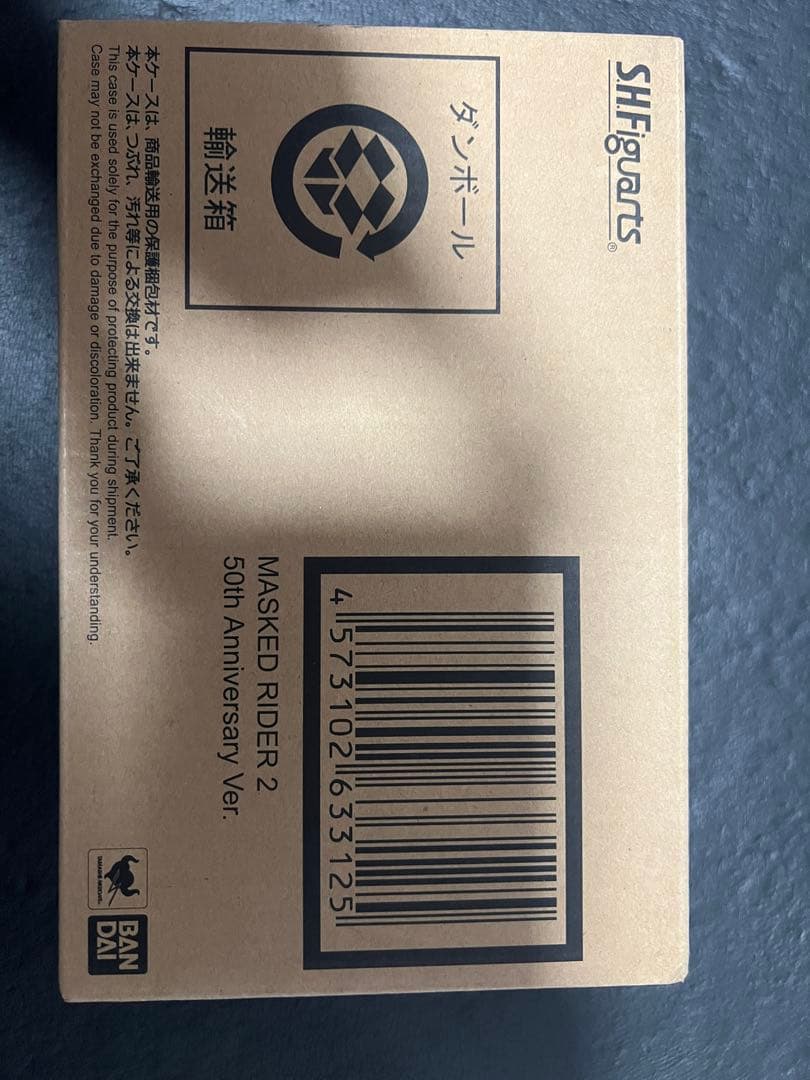 S.H.Figuarts®
ダンボール
輸送箱
4 573102 633125
MASKED RIDER 2
50th Anniversary Ver.
本ケースは、商品輸送用の保護梱包材です。
本ケースは、つぶれ、汚れ等による交換は出来ません。ご了承ください。
This case is used solely for the purpose of protecting product during shipment.
Case may not be exchanged due to damage or discoloration. Thank you for your understanding.
TAMASHII NATIONS
BAN
DAI